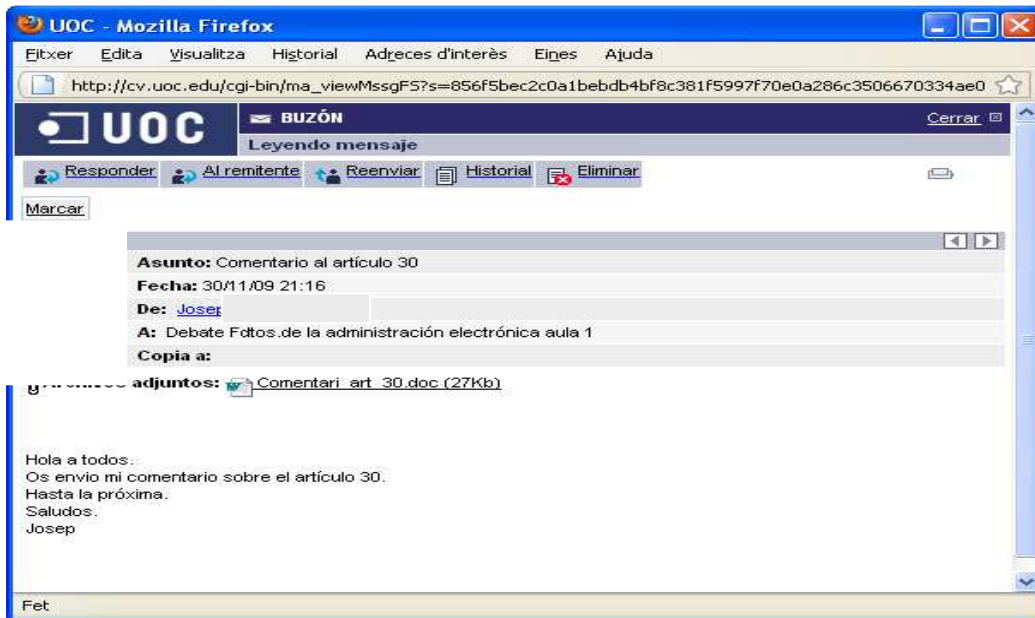 UOC - Mozilla Firefox
Fitxer Edita Visualitza Historial Adreces d'interès Eines Ajuda
http://cv.uoc.edu/cgi-bin/ma_viewMssgFS?s=856f5bec2c0a1bebdb4bf8c381f5997f70e0a286c3506670334ae0
UOC BUZÓN Cerrar
Leyendo mensaje
Responder Al remitente Reenviar Historial Eliminar
Marcar
Asunto: Comentario al artículo 30
Fecha: 30/11/09 21:16
De: Josep
A: Debate Fdtos.de la administración electrónica aula 1
Copia a:
adjuntos: Comentari_art_30.doc (27Kb)
Hola a todos.
Os envio mi comentario sobre el artículo 30.
Hasta la próxima.
Saludos.
Josep
Fet